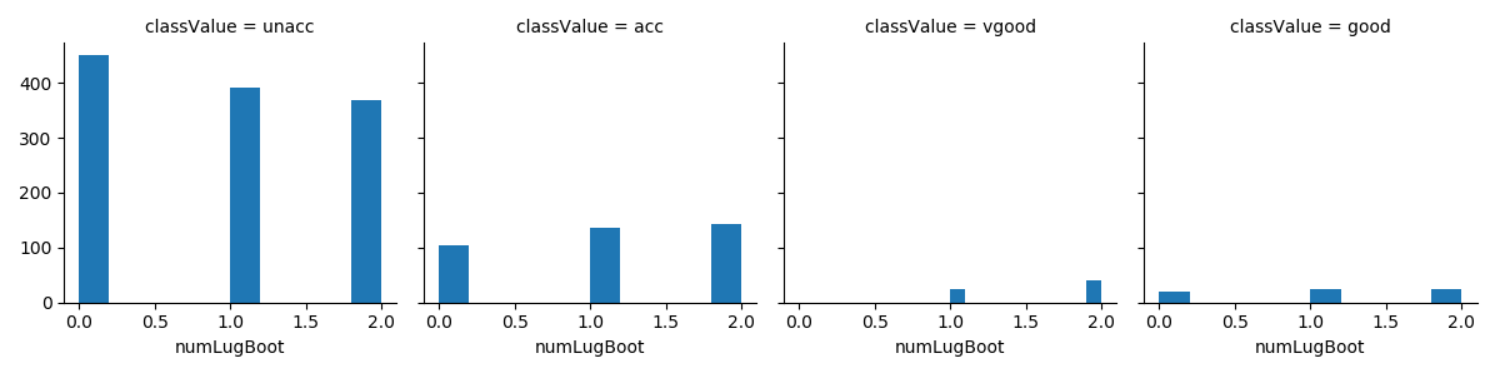 classValue = unacc
classValue = acc
classValue = vgood
classValue = good
400
300
200
100
0
0.0 0.5 1.0 1.5 2.0
0.0 0.5 1.0 1.5 2.0
0.0 0.5 1.0 1.5 2.0
0.0 0.5 1.0 1.5 2.0
numLugBoot
numLugBoot
numLugBoot
numLugBoot